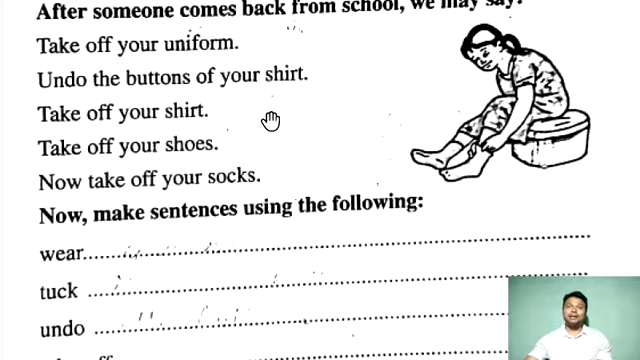 After someone comes back from school, we may say:
Take off your uniform.
Undo the buttons of your shirt.
Take off your shirt.
Take off your shoes.
Now take off your socks.
Now, make sentences using the following:
wear
tuck
undo